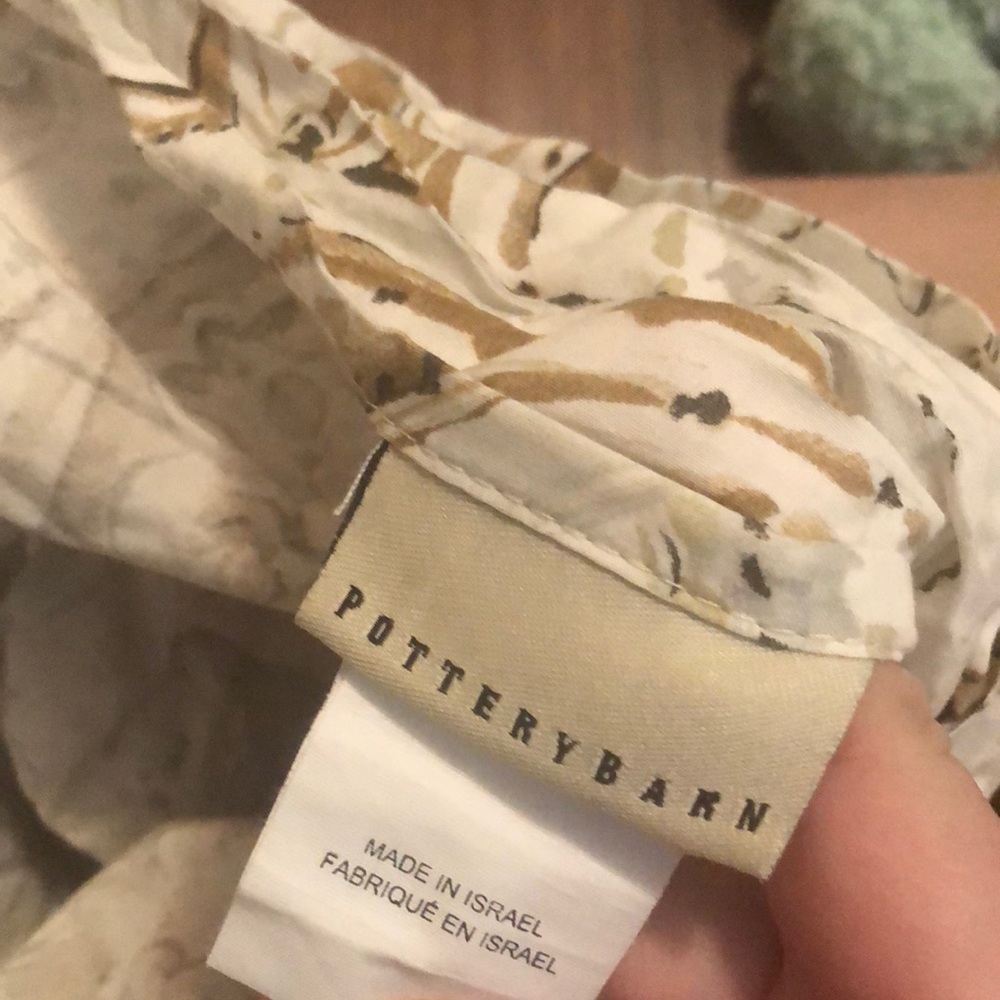 POTTERYBARN
MADE IN ISRAEL
FABRIQUÉ EN ISRAEL